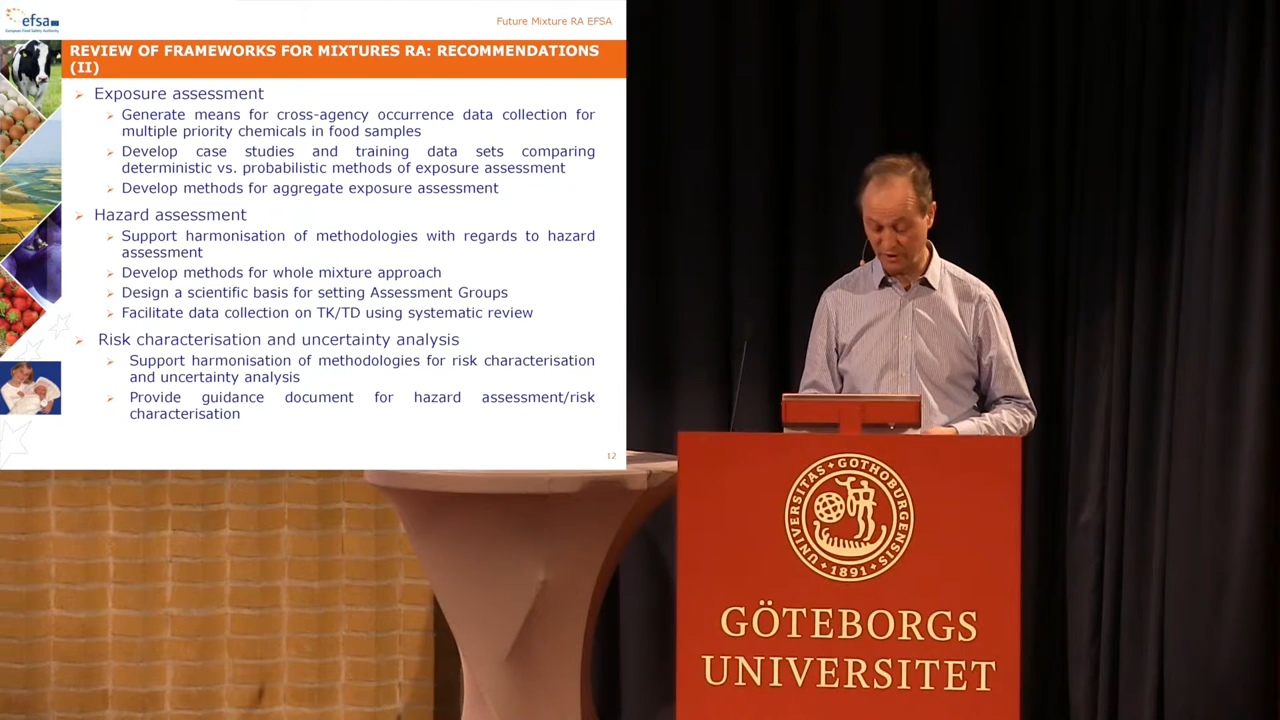 efsa
European Food Safety Authority
Future Mixture RA EFSA
REVIEW OF FRAMEWORKS FOR MIXTURES RA: RECOMMENDATIONS
(II)
Exposure assessment
Generate means for cross-agency occurrence data collection for
multiple priority chemicals in food samples
Develop case studies and training data sets comparing
deterministic vs. probabilistic methods of exposure assessment
Develop methods for aggregate exposure assessment
Hazard assessment
Support harmonisation of methodologies with regards to hazard
assessment
Develop methods for whole mixture approach
Design a scientific basis for setting Assessment Groups
Facilitate data collection on TK/TD using systematic review
Risk characterisation and uncertainty analysis
Support harmonisation of methodologies for risk characterisation
and uncertainty analysis
Provide guidance document for hazard assessment/risk
characterisation
12
UNIVERSITAS GOTHOBURGENSIS
1891
GÖTEBORGS
UNIVERSITET